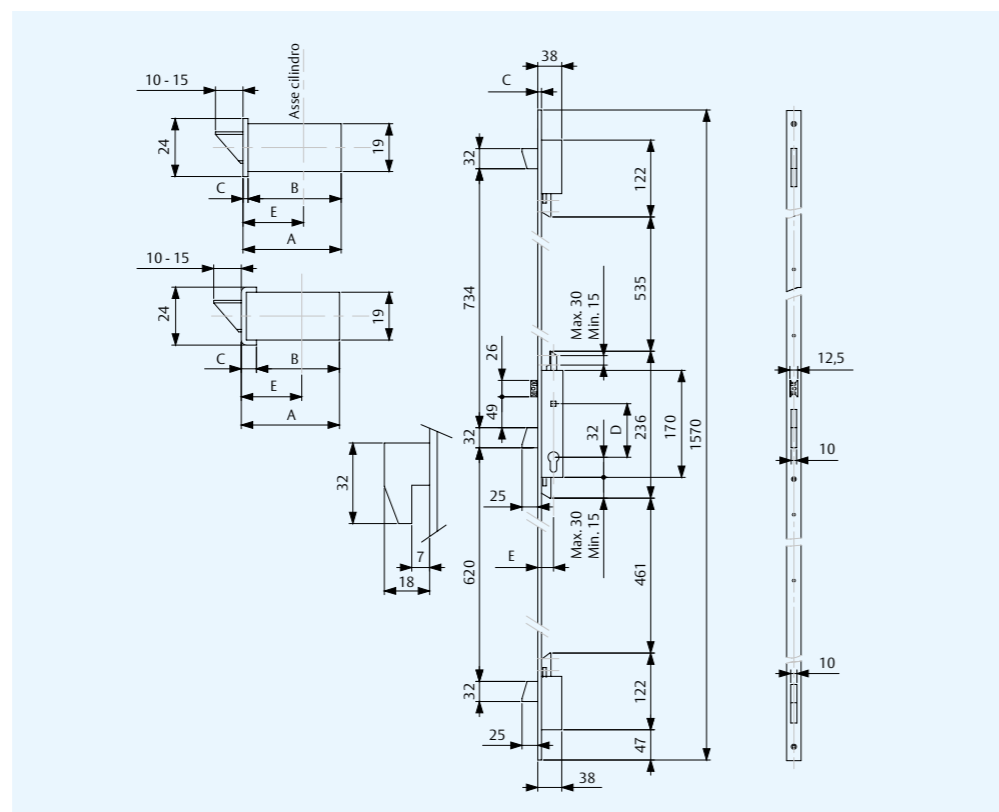 10 - 15
Asse cilindro
24
19
C
B
E
A
10 - 15
24
19
C
B
E
A
32
7
18
38
C
32
122
734
535
Max. 30
Min. 15
26
49
32
32
D
236
170
1570
25
Max. 30
Min. 15
E
620
461
32
122
25
47
38
12,5
10
10